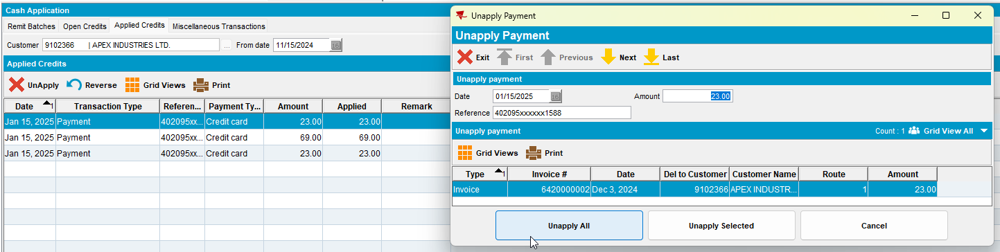 Cash Application
Remit Batches Open Credits Applied Credits Miscellaneous Transactions
Customer 9102366 | APEX INDUSTRIES LTD. ... From date 11/15/2024 16
Applied Credits
UnApply Reverse Grid Views Print
Date 1 Transaction Type Referen... Payment Ty... Amount Applied Remark
Jan 15, 2025 Payment 402095xx... Credit card 23.00 23.00
Jan 15, 2025 Payment 402095xx... Credit card 69.00 69.00
Jan 15, 2025 Payment 402095xx... Credit card 23.00 23.00
Unapply Payment
Unapply Payment
Exit First Previous Next Last
Unapply payment
Date 01/15/2025 16 Amount 23.00
Reference 402095xxxxxx1588
Unapply payment Count : 1 Grid View All
Grid Views Print
Type 1 Invoice # Date Del to Customer Customer Name Route Amount
Invoice 6420000002 Dec 3, 2024 9102366 APEX INDUSTR... 1 23.00
Unapply All Unapply Selected Cancel